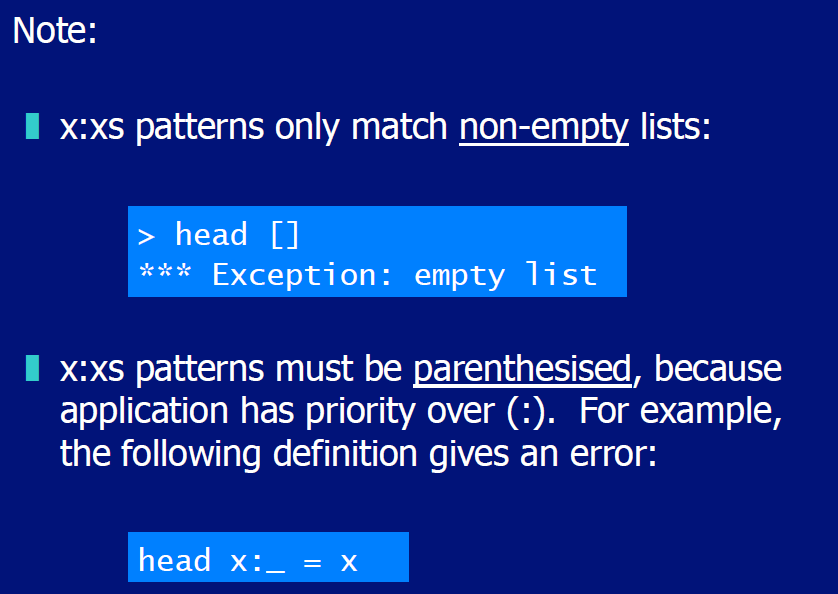 Note:
x:xs patterns only match non-empty lists:
> head []
*** Exception: empty list
x:xs patterns must be parenthesised, because
application has priority over (:). For example,
the following definition gives an error:
head x:_ = x